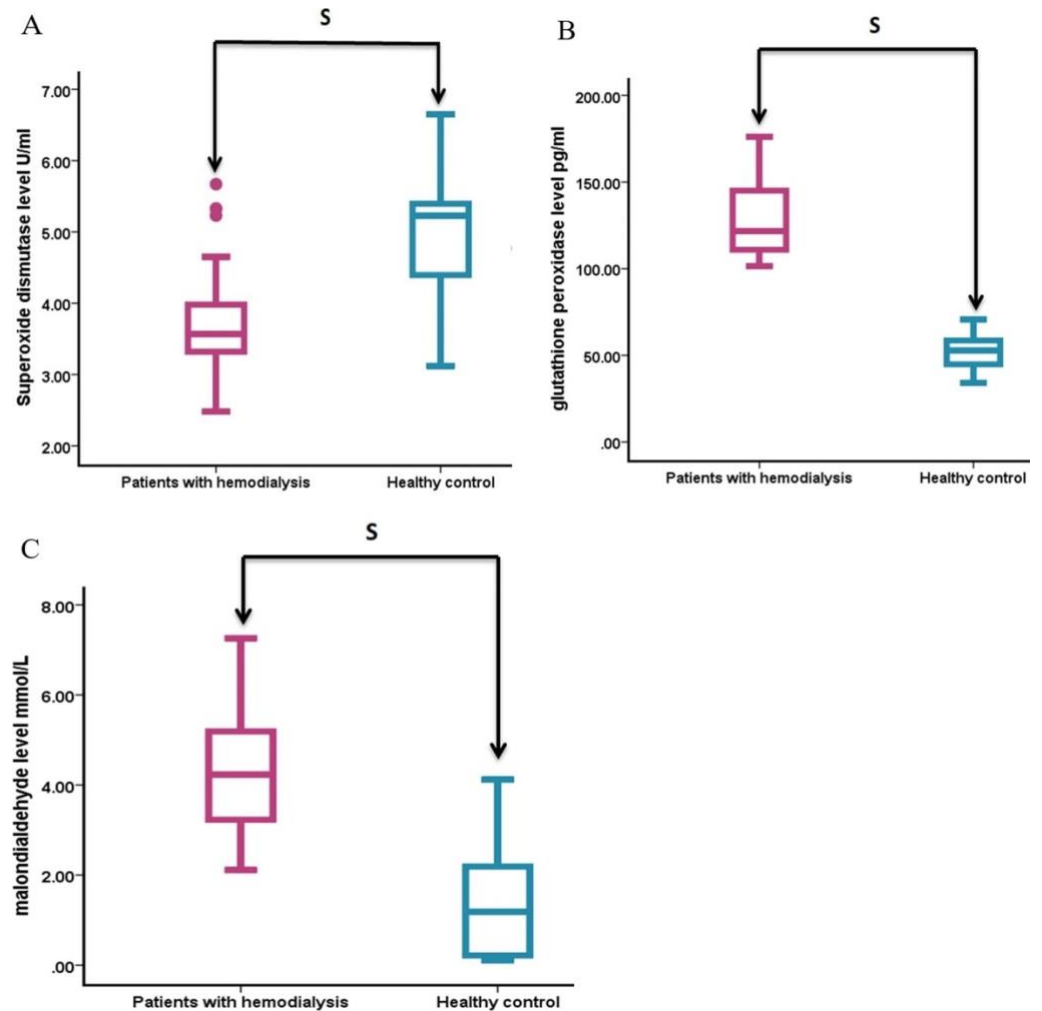 A
S
Superoxide dismutase level U/ml
7.00
6.00
5.00
4.00
3.00
2.00
Patients with hemodialysis
Healthy control
B
S
glutathione peroxidase level pg/ml
200.00
150.00
100.00
50.00
.00
Patients with hemodialysis
Healthy control
C
S
malondialdehyde level mmol/L
8.00
6.00
4.00
2.00
.00
Patients with hemodialysis
Healthy control